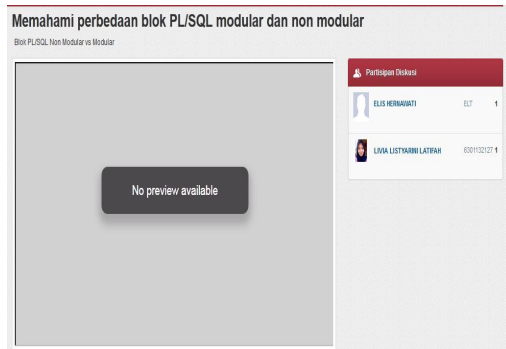 Memahami perbedaan blok PL/SQL modular dan non modular
Blok PL/SQL Non Modular vs Modular
No preview available
Partisipan Diskusi
ELIS HERNAWATI ELT 1
LIVIA LISTYARINI LATIFAH 6301132127 1